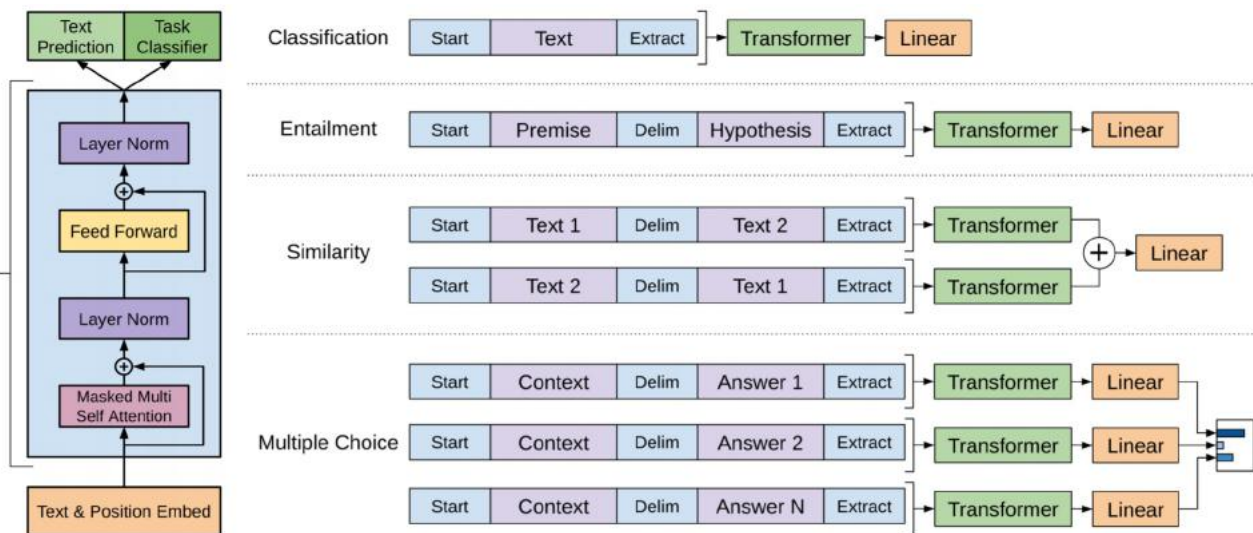 Text Prediction
Task Classifier
Layer Norm
Feed Forward
Layer Norm
Masked Multi
Self Attention
Text & Position Embed
Classification
Start Text Extract Transformer Linear
Entailment
Start Premise Delim Hypothesis Extract Transformer Linear
Similarity
Start Text 1 Delim Text 2 Extract Transformer
Start Text 2 Delim Text 1 Extract Transformer
+ Linear
Multiple Choice
Start Context Delim Answer 1 Extract Transformer Linear
Start Context Delim Answer 2 Extract Transformer Linear
Start Context Delim Answer N Extract Transformer Linear